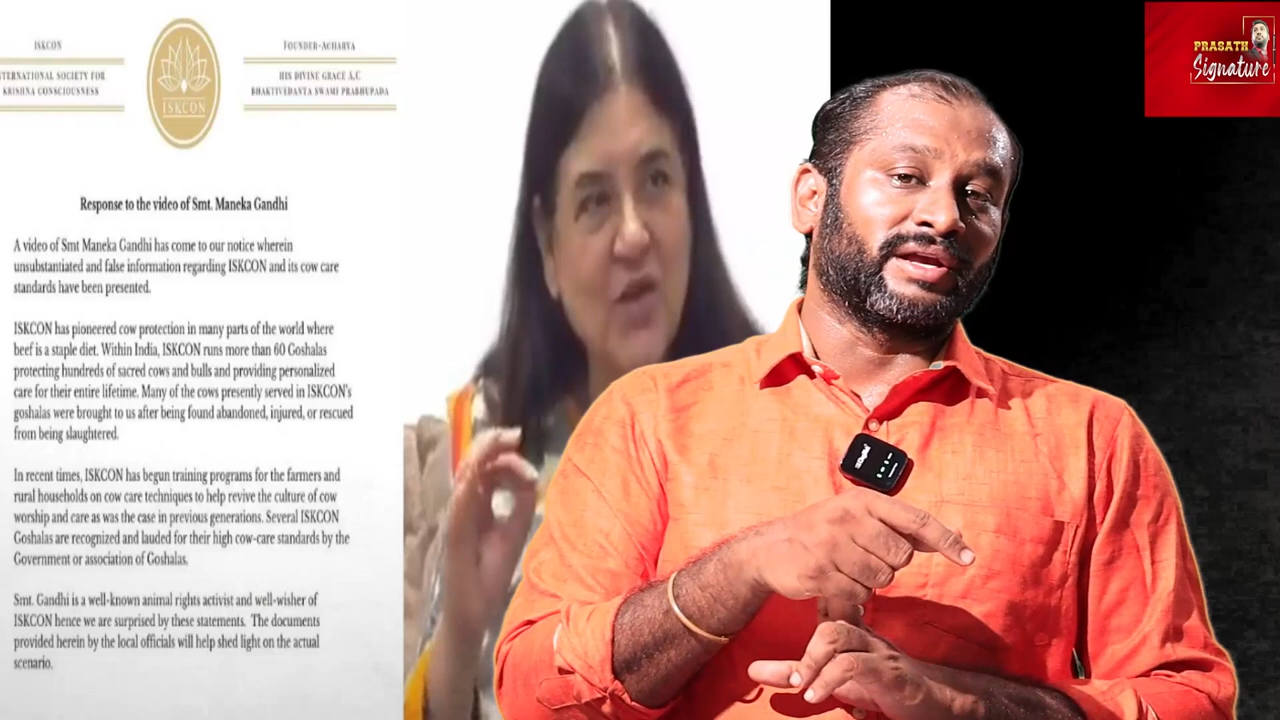 ISKCON
NTERNATIONAL SOCIETY FOR
KRISHNA CONSCIOUSNESS
ISKCON
FOUNDER-ACHARYA
HIS DIVINE GRACE A.C
BHAKTIVEDANTA SWAMI PRABHUPADA
PRASATH
Signature
Response to the video of Smt. Maneka Gandhi
A video of Smt Maneka Gandhi has come to our notice wherein
unsubstantiated and false information regarding ISKCON and its cow care
standards have been presented.
ISKCON has pioneered cow protection in many parts of the world where
beef is a staple diet. Within India, ISKCON runs more than 60 Goshalas
protecting hundreds of sacred cows and bulls and providing personalized
care for their entire lifetime. Many of the cows presently served in ISKCON's
goshalas were brought to us after being found abandoned, injured, or rescued
from being slaughtered.
In recent times, ISKCON has begun training programs for the farmers and
rural households on cow care techniques to help revive the culture of cow
worship and care as was the case in previous generations. Several ISKCON
Goshalas are recognized and lauded for their high cow-care standards by the
Government or association of Goshalas.
Smt. Gandhi is a well-known animal rights activist and well-wisher of
ISKCON hence we are surprised by these statements. The documents
provided herein by the local officials will help shed light on the actual
scenario.